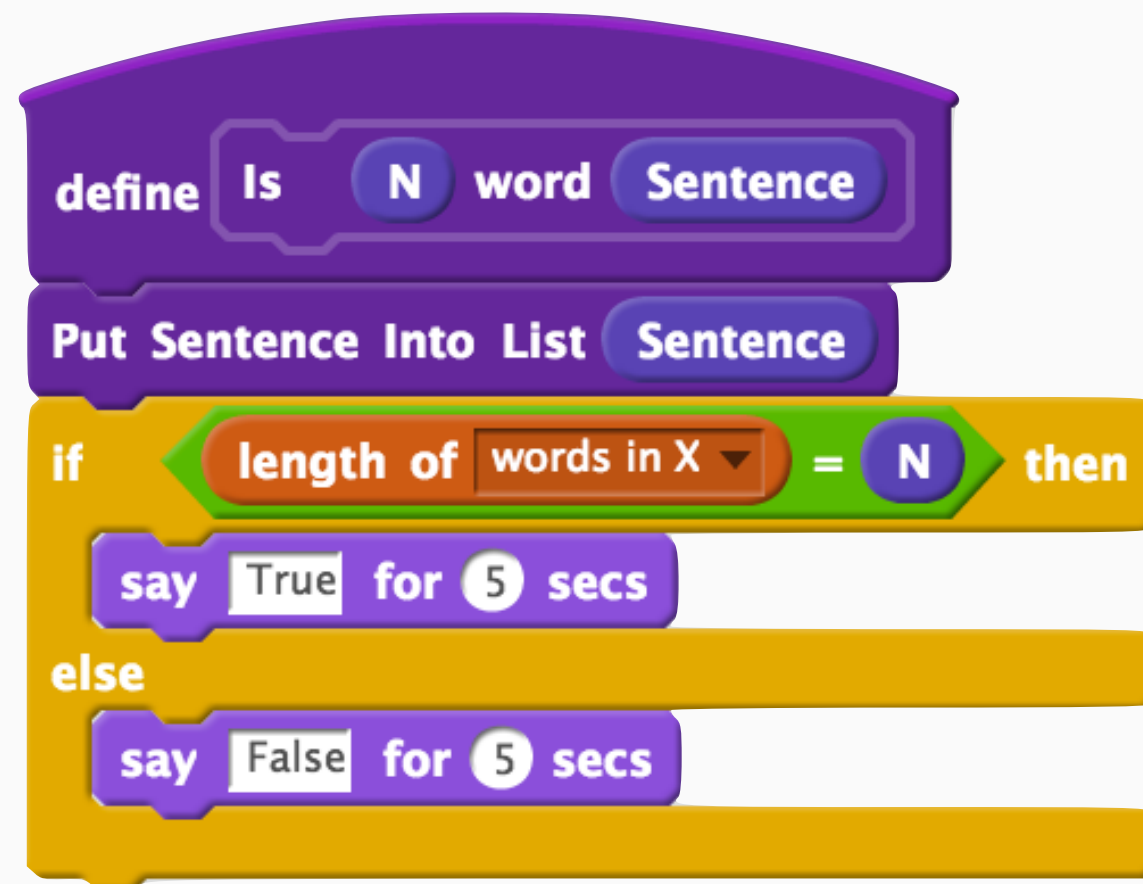 define Is N word Sentence
Put Sentence Into List Sentence
if length of words in X = N then
say True for 5 secs
else
say False for 5 secs